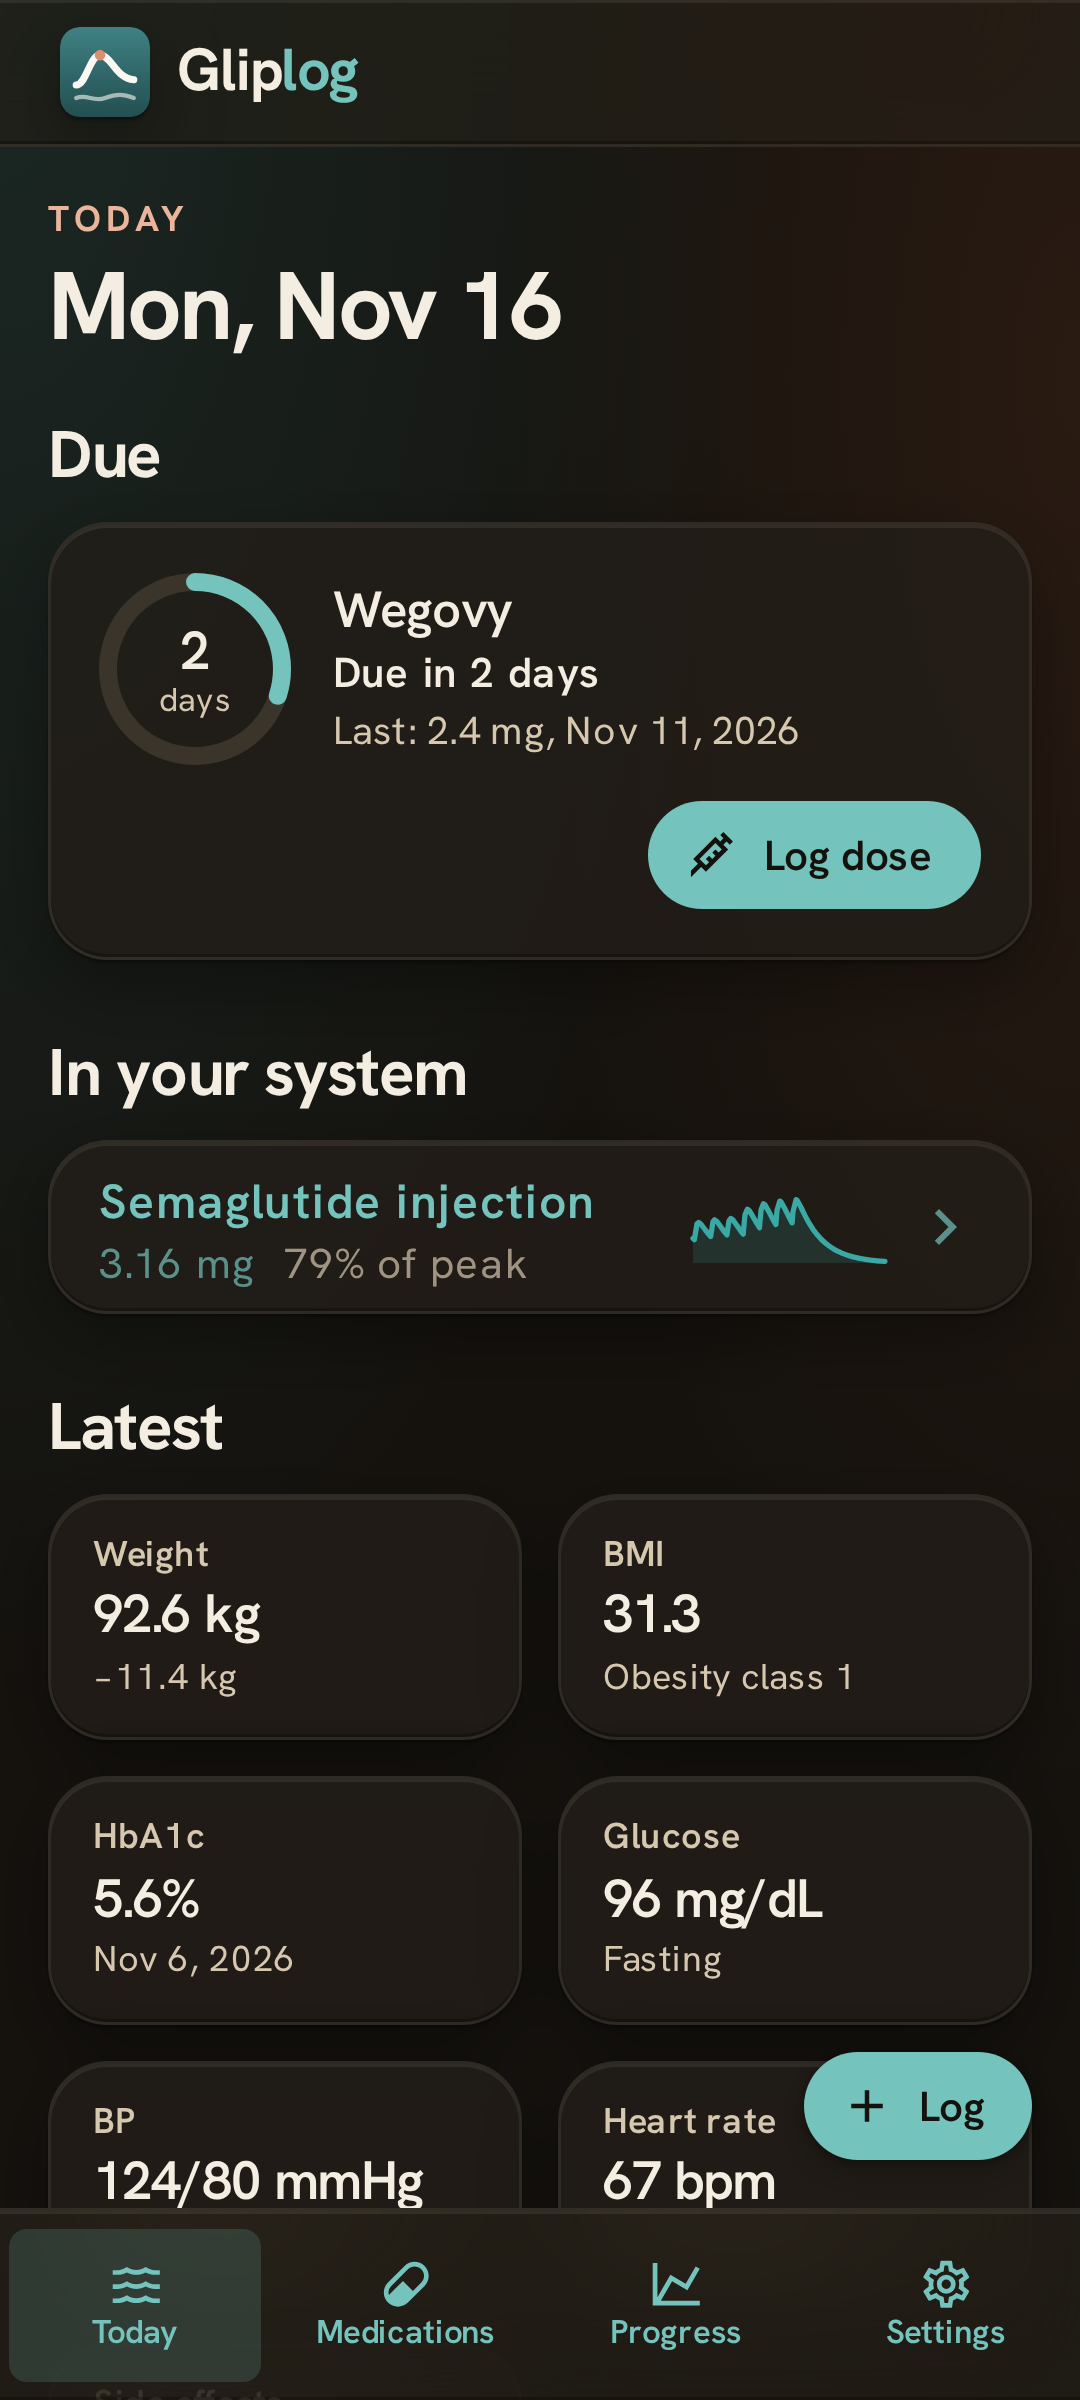 Gliplog
TODAY
Mon, Nov 16
Due
2
days
Wegovy
Due in 2 days
Last: 2.4 mg, Nov 11, 2026
Log dose
In your system
Semaglutide injection
3.16 mg 79% of peak
Latest
Weight
92.6 kg
−11.4 kg
BMI
31.3
Obesity class 1
HbA1c
5.6%
Nov 6, 2026
Glucose
96 mg/dL
Fasting
BP
124/80 mmHg
Heart rate
67 bpm
Log
Today
Medications
Progress
Settings
Side effects